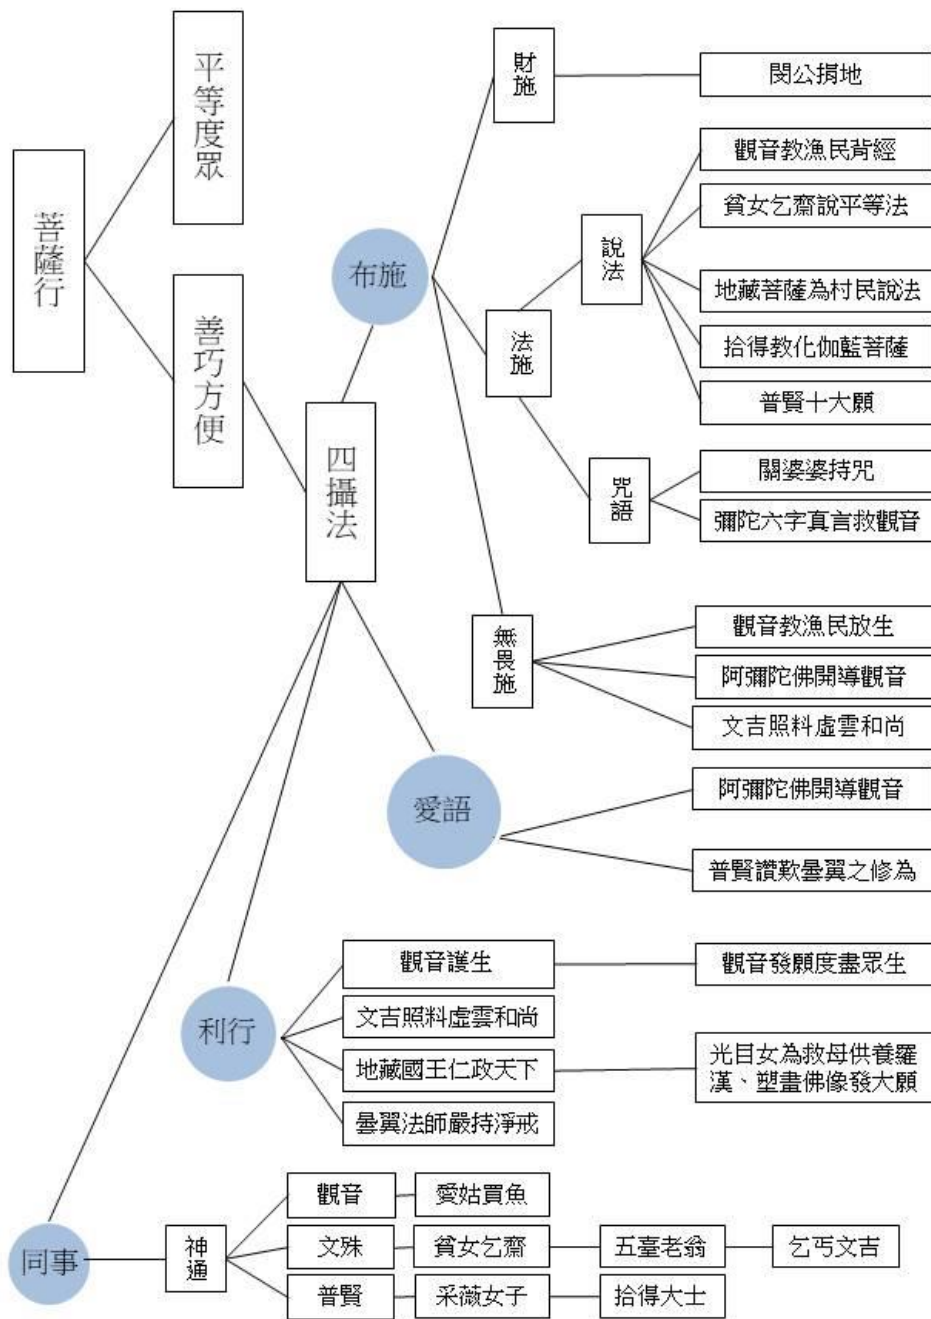 菩薩行
平等度眾
善巧方便
四攝法
布施
財施
閔公捐地
法施
說法
觀音教漁民背經
貧女乞齋說平等法
地藏菩薩為村民說法
拾得教化伽藍菩薩
普賢十大願
咒語
關婆婆持咒
彌陀六字真言救觀音
無畏施
觀音教漁民放生
阿彌陀佛開導觀音
文吉照料虛雲和尚
愛語
阿彌陀佛開導觀音
普賢讚歎曇翼之修為
利行
觀音護生
觀音發願度盡眾生
文吉照料虛雲和尚
地藏國王仁政天下
光目女為救母供養羅
漢、塑畫佛像發大願
曇翼法師嚴持淨戒
同事
神通
觀音
愛姑買魚
文殊
貧女乞齋
五臺老翁
乞丐文吉
普賢
采薇女子
拾得大士